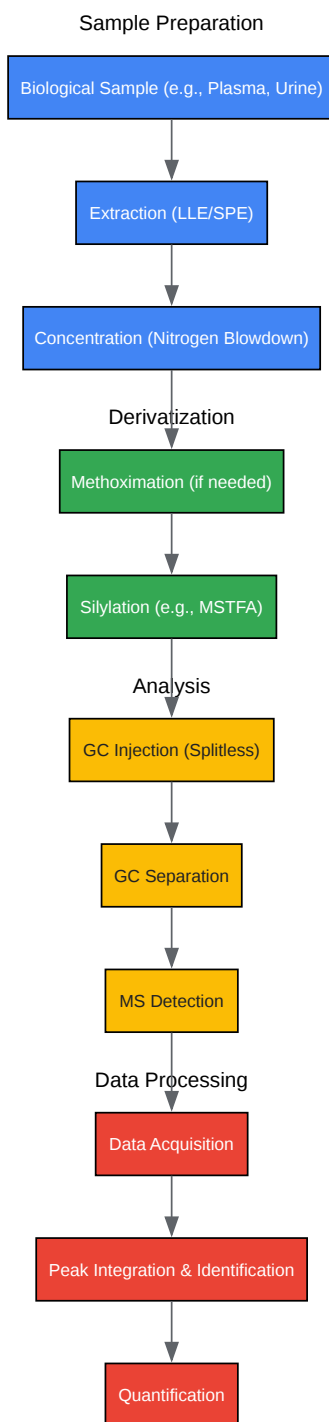 Sample Preparation
Biological Sample (e.g., Plasma, Urine)
Extraction (LLE/SPE)
Concentration (Nitrogen Blowdown)
Derivatization
Methoximation (if needed)
Silylation (e.g., MSTFA)
Analysis
GC Injection (Splitless)
GC Separation
MS Detection
Data Processing
Data Acquisition
Peak Integration & Identification
Quantification